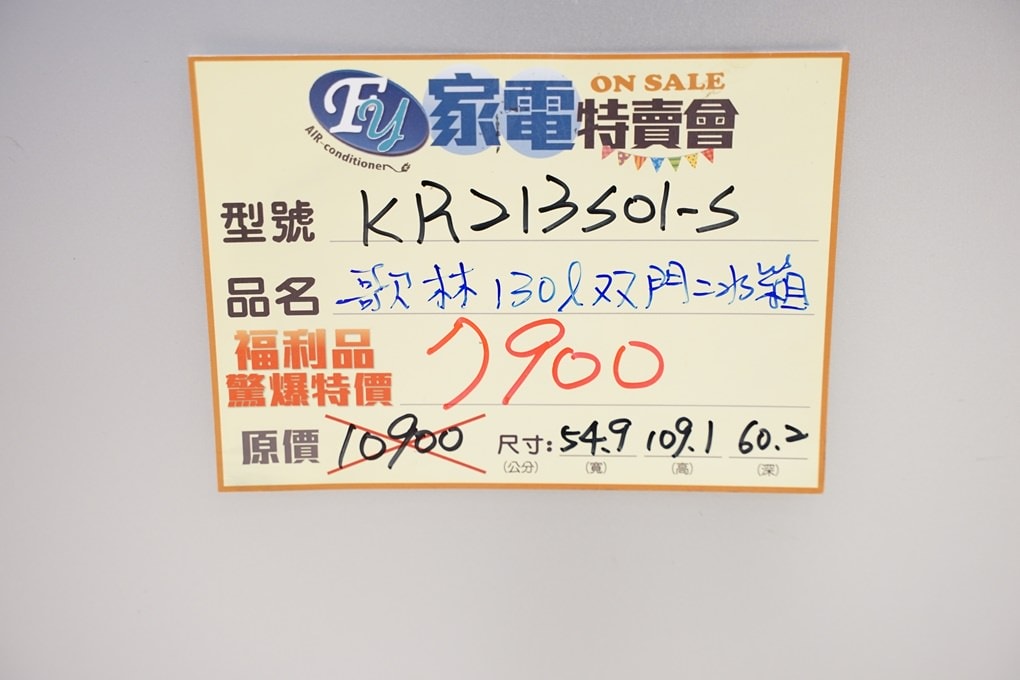 Fy
AIR-conditioner
家電特賣會
ON SALE
型號 KR213S01-S
品名 歌林130l双門冰箱
福利品
驚爆特價 7900
原價 10900 尺寸: 54.9 109.1 60.2
(公分) (寬) (高) (深)